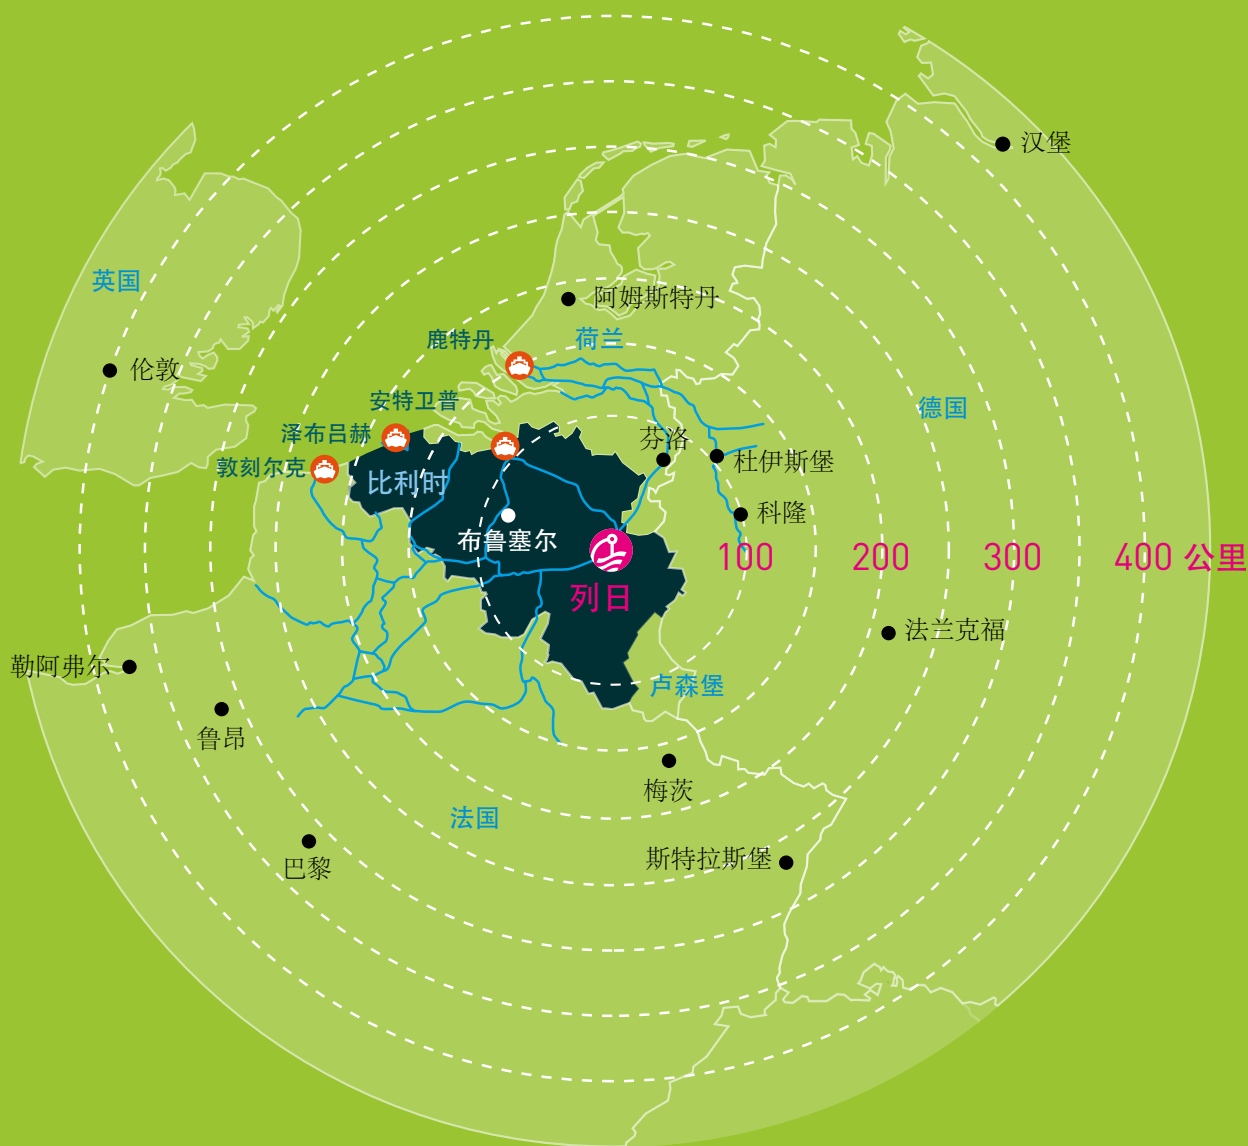 汉堡
英国
阿姆斯特丹
鹿特丹
荷兰
伦敦
安特卫普
德国
泽布吕赫
芬洛
敦刻尔克
杜伊斯堡
比利时
科隆
布鲁塞尔
100
200
300
400 公里
列日
法兰克福
勒阿弗尔
卢森堡
鲁昂
梅茨
法国
斯特拉斯堡
巴黎